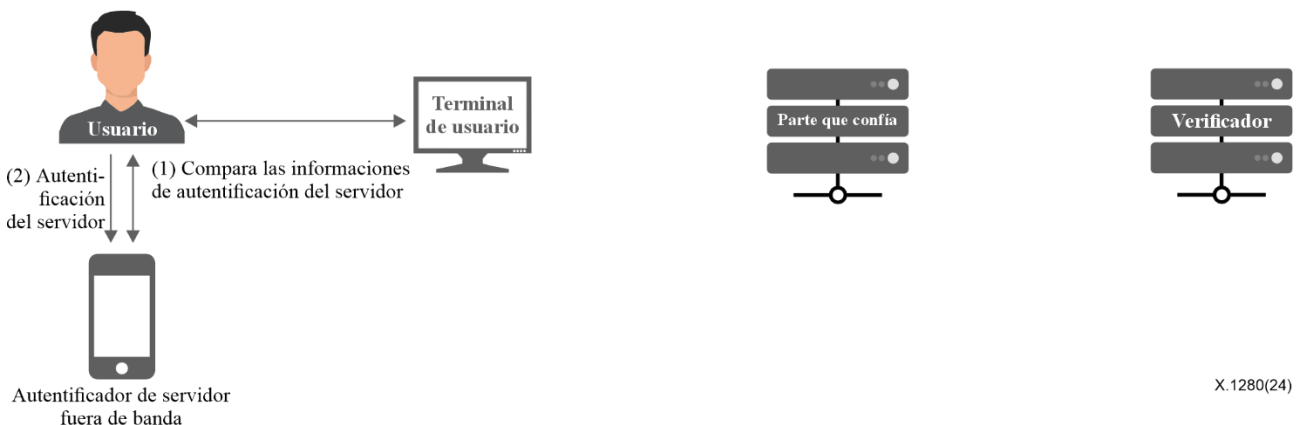 Usuario
Terminal
de usuario
Parte que confía
Verificador
(1) Compara las informaciones
de autentificación del servidor
(2) Autenti-
ficación
del servidor
Autentificador de servidor
fuera de banda
X.1280(24)